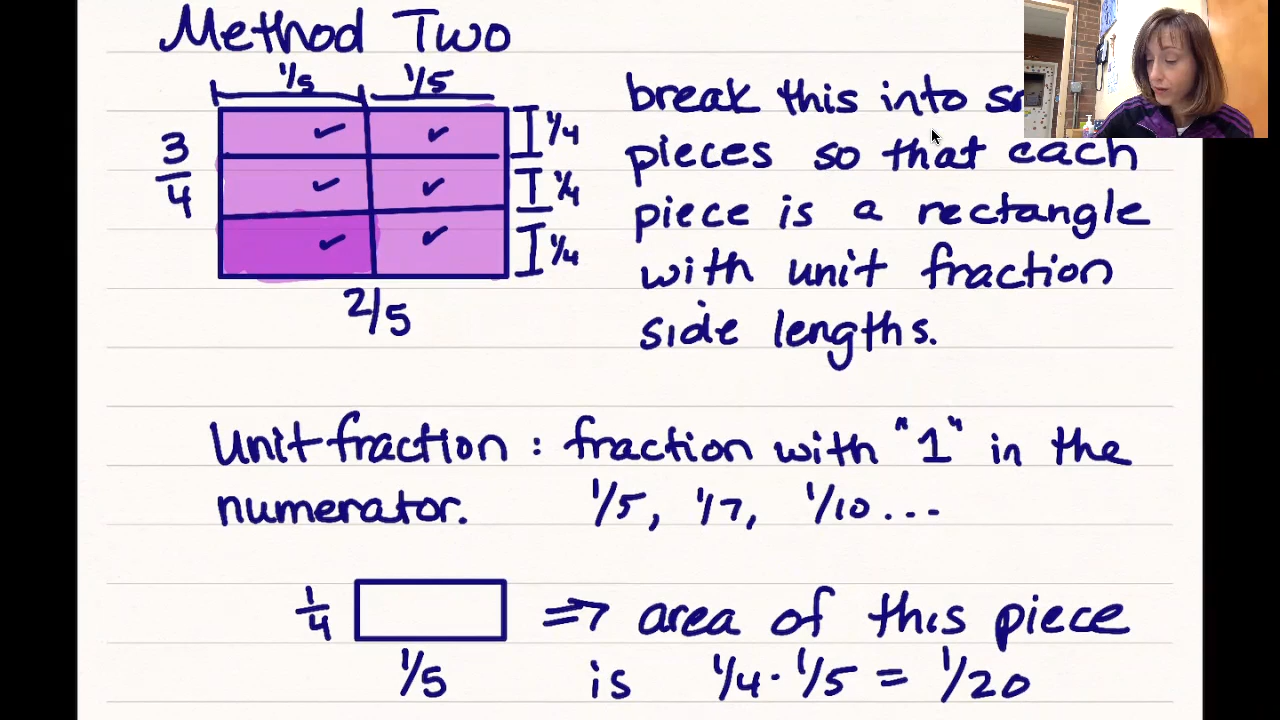 Method Two
1/5 1/5
3/4
1/4
1/4
1/4
2/5
break this into
pieces so that each
piece is a rectangle
with unit fraction
side lengths.
Unit fraction : fraction with "1" in the
numerator. 1/5, 1/7, 1/10...
1/4 ⇒ area of this piece
1/5 is 1/4 · 1/5 = 1/20